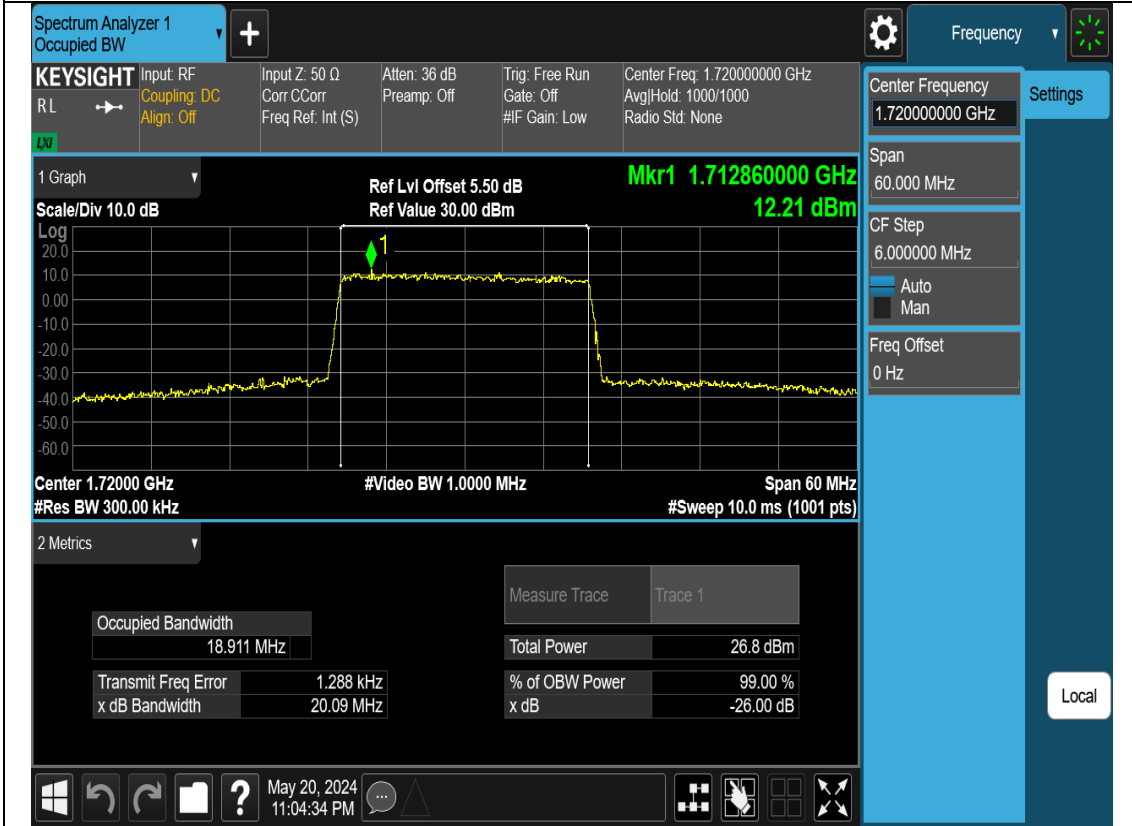 Spectrum Analyzer 1
Occupied BW
+
Frequency
KEYSIGHT
R L
LXI
Input: RF
Coupling: DC
Align: Off
Input Z: 50 Ω
Corr CCorr
Freq Ref: Int (S)
Atten: 36 dB
Preamp: Off
Trig: Free Run
Gate: Off
#IF Gain: Low
Center Freq: 1.720000000 GHz
Avg|Hold: 1000/1000
Radio Std: None
Center Frequency
1.720000000 GHz
Settings
Span
60.000 MHz
CF Step
6.000000 MHz
Auto
Man
Freq Offset
0 Hz
Local
1 Graph
Ref Lvl Offset 5.50 dB
Mkr1 1.712860000 GHz
Scale/Div 10.0 dB
Ref Value 30.00 dBm
12.21 dBm
Log
1
20.0
10.0
0.00
-10.0
-20.0
-30.0
-40.0
-50.0
-60.0
Center 1.72000 GHz
#Video BW 1.0000 MHz
Span 60 MHz
#Res BW 300.00 kHz
#Sweep 10.0 ms (1001 pts)
2 Metrics
Measure Trace Trace 1
Occupied Bandwidth
18.911 MHz
Total Power 26.8 dBm
Transmit Freq Error 1.288 kHz
% of OBW Power 99.00 %
x dB Bandwidth 20.09 MHz
x dB -26.00 dB
?
May 20, 2024
11:04:34 PM